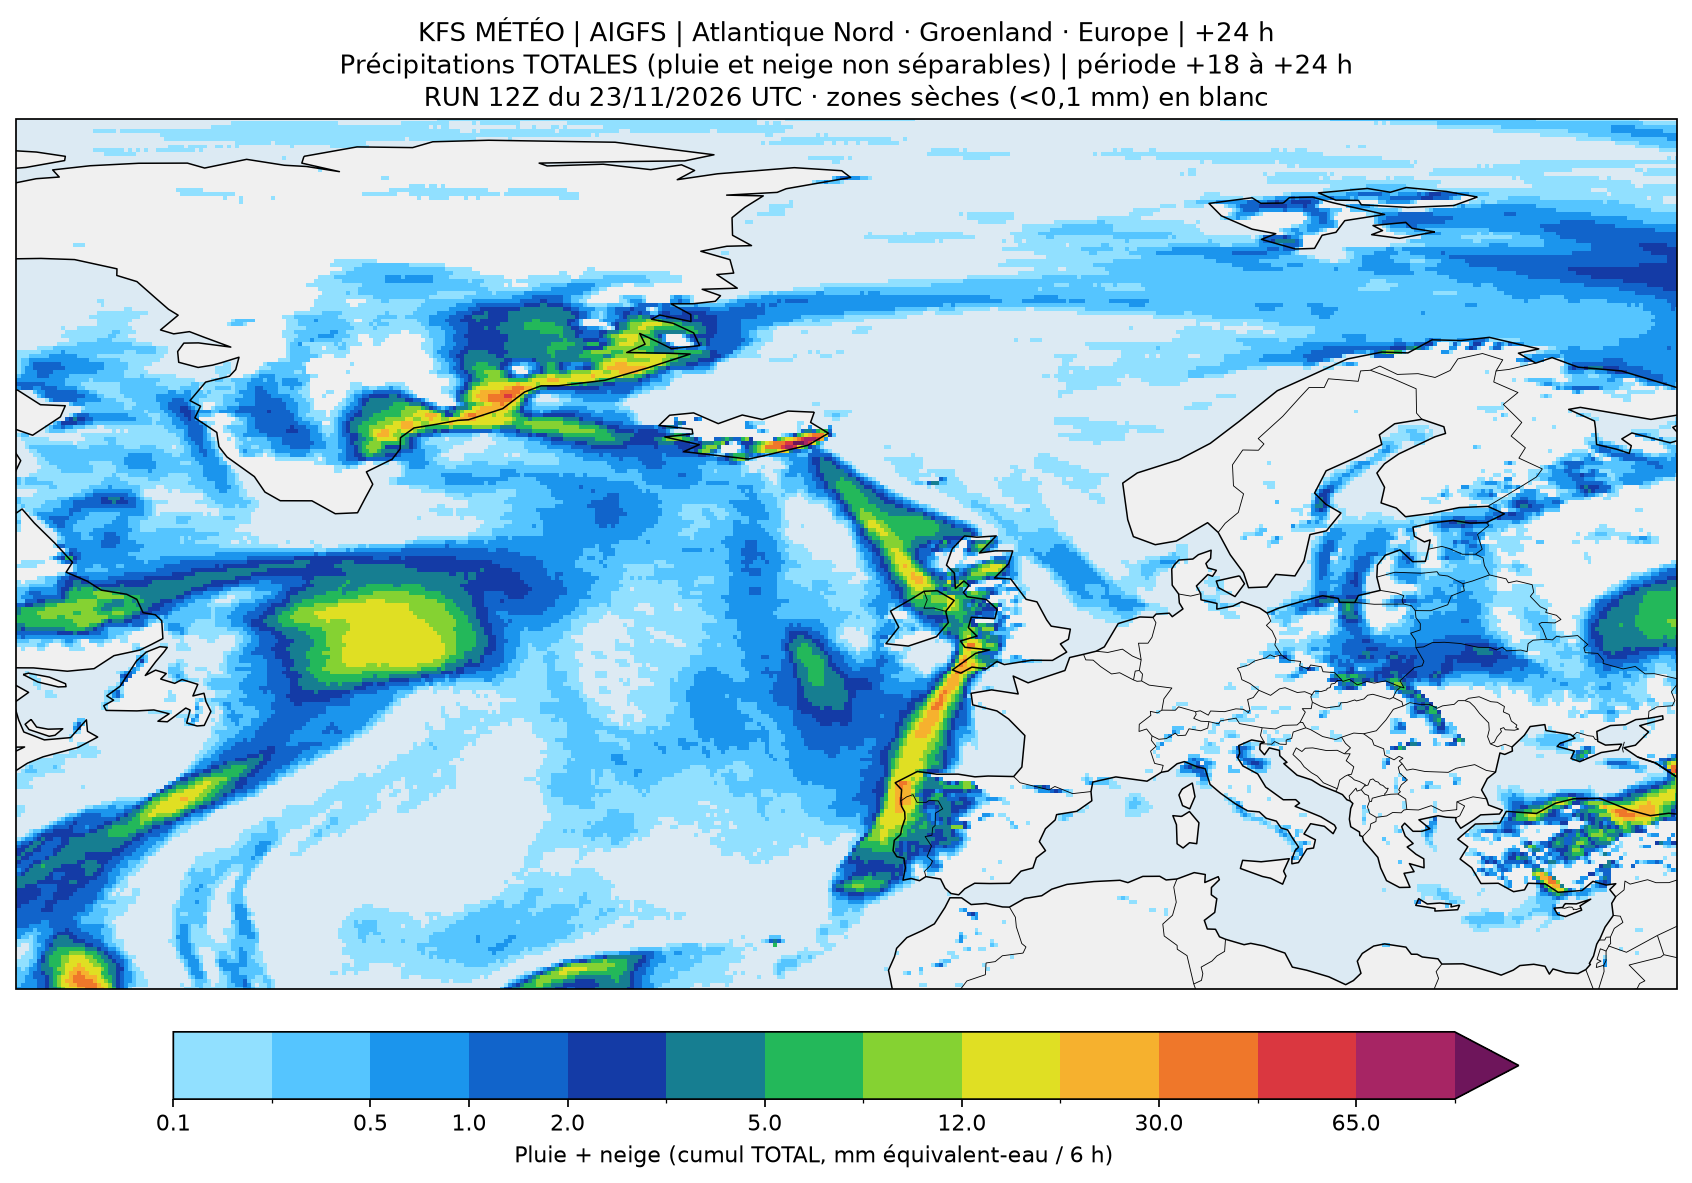 KFS MÉTÉO | AIGFS | Atlantique Nord · Groenland · Europe | +24 h
Précipitations TOTALES (pluie et neige non séparables) | période +18 à +24 h
RUN 12Z du 23/11/2026 UTC · zones sèches (<0,1 mm) en blanc
0.1 0.5 1.0 2.0 5.0 12.0 30.0 65.0
Pluie + neige (cumul TOTAL, mm équivalent-eau / 6 h)